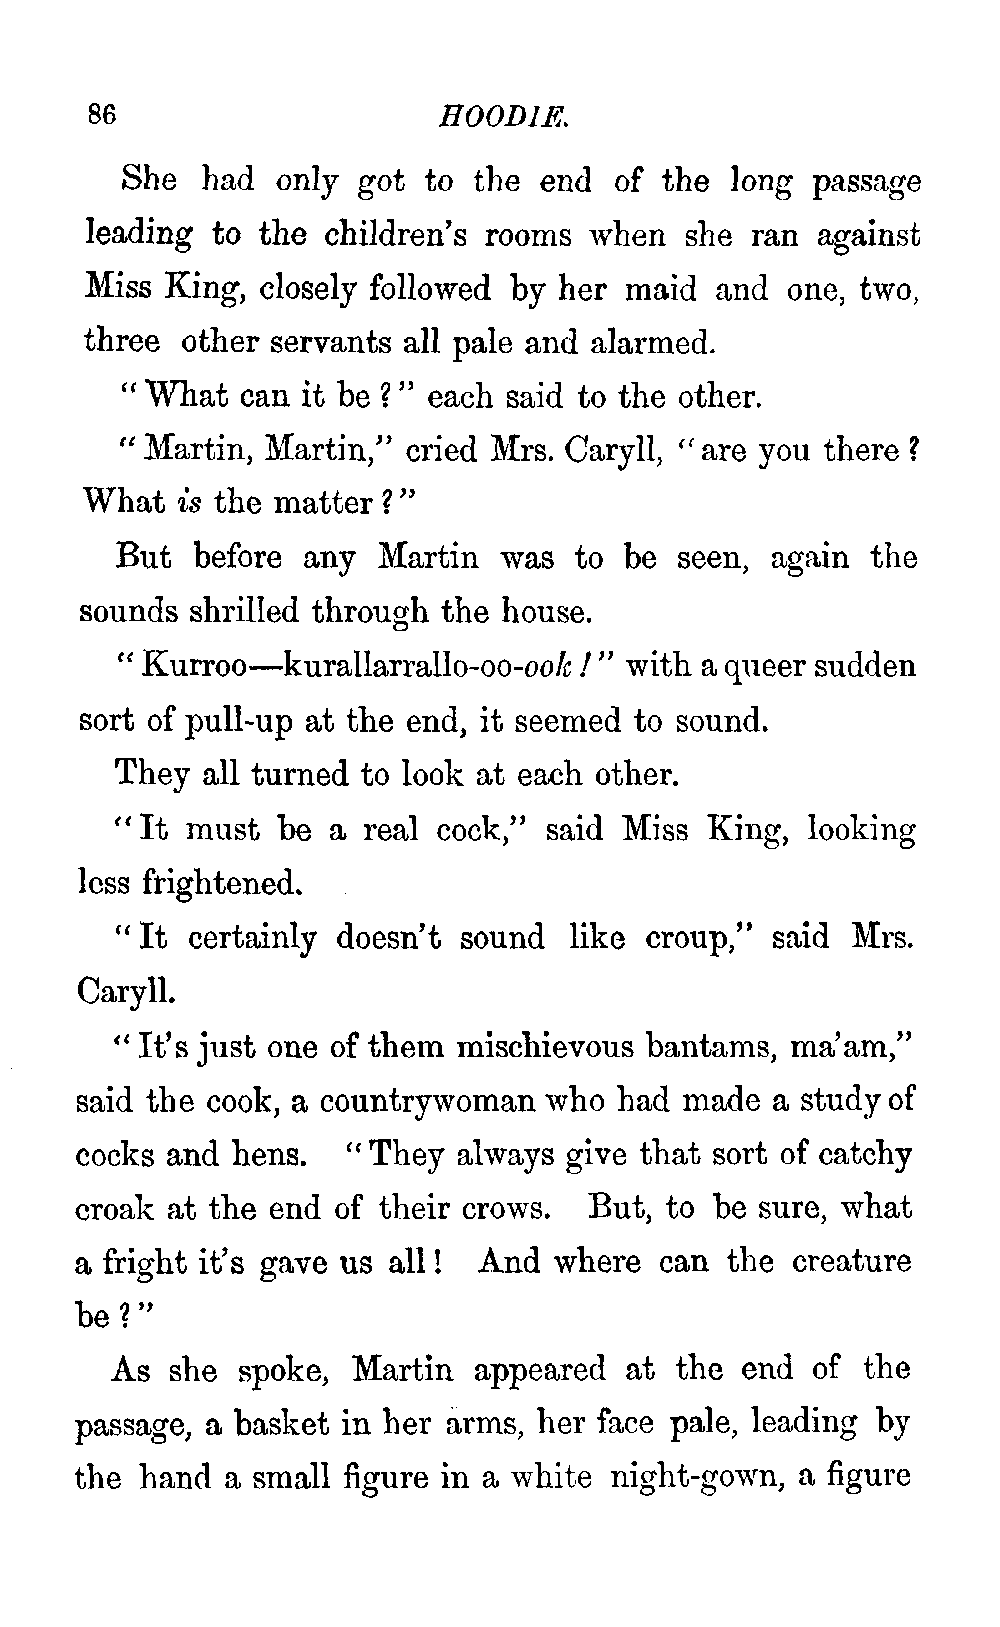 86 HOODIE.
She had only got to the end of the long passage
leading to the children's rooms when she ran against
Miss King, closely followed by her maid and one, two,
three other servants all pale and alarmed.
"What can it be?" each said to the other.
"Martin, Martin," cried Mrs. Caryll, "are you there?
What is the matter?"
But before any Martin was to be seen, again the
sounds shrilled through the house.
"Kurroo—kurallarrallo-oo-ook!" with a queer sudden
sort of pull-up at the end, it seemed to sound.
They all turned to look at each other.
"It must be a real cock," said Miss King, looking
less frightened.
"It certainly doesn't sound like croup," said Mrs.
Caryll.
"It's just one of them mischievous bantams, ma'am,"
said the cook, a countrywoman who had made a study of
cocks and hens. "They always give that sort of catchy
croak at the end of their crows. But, to be sure, what
a fright it's gave us all! And where can the creature
be?"
As she spoke, Martin appeared at the end of the
passage, a basket in her arms, her face pale, leading by
the hand a small figure in a white night-gown, a figure